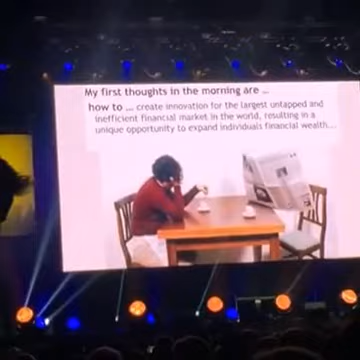 My first thoughts in the morning are ...
how to ... create innovation for the largest untapped and
inefficient financial market in the world, resulting in a
unique opportunity to expand individuals financial wealth...